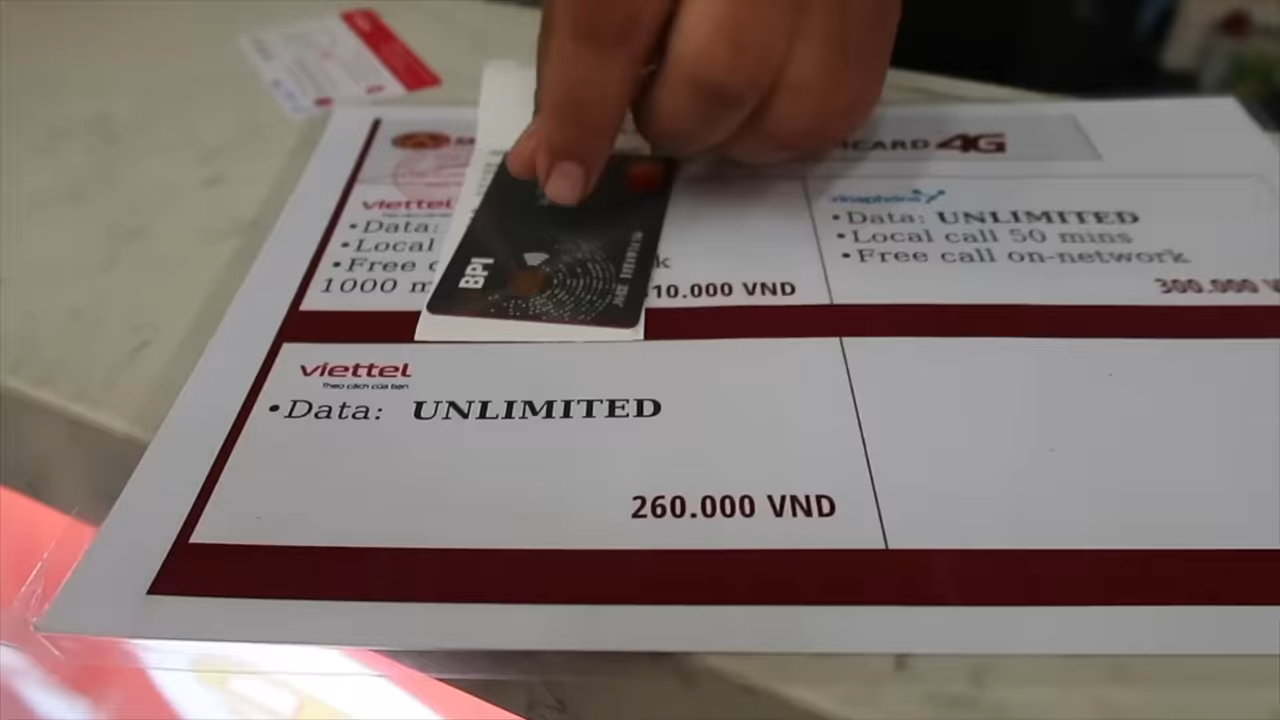 CARD 4G
viettel
•Data:
•Local
•Free
1000
10.000 VND
vinaphone
•Data: UNLIMITED
•Local call 50 mins
•Free call on-network
300.000
BPI
viettel
Theo cách của bạn
•Data: UNLIMITED
260.000 VND